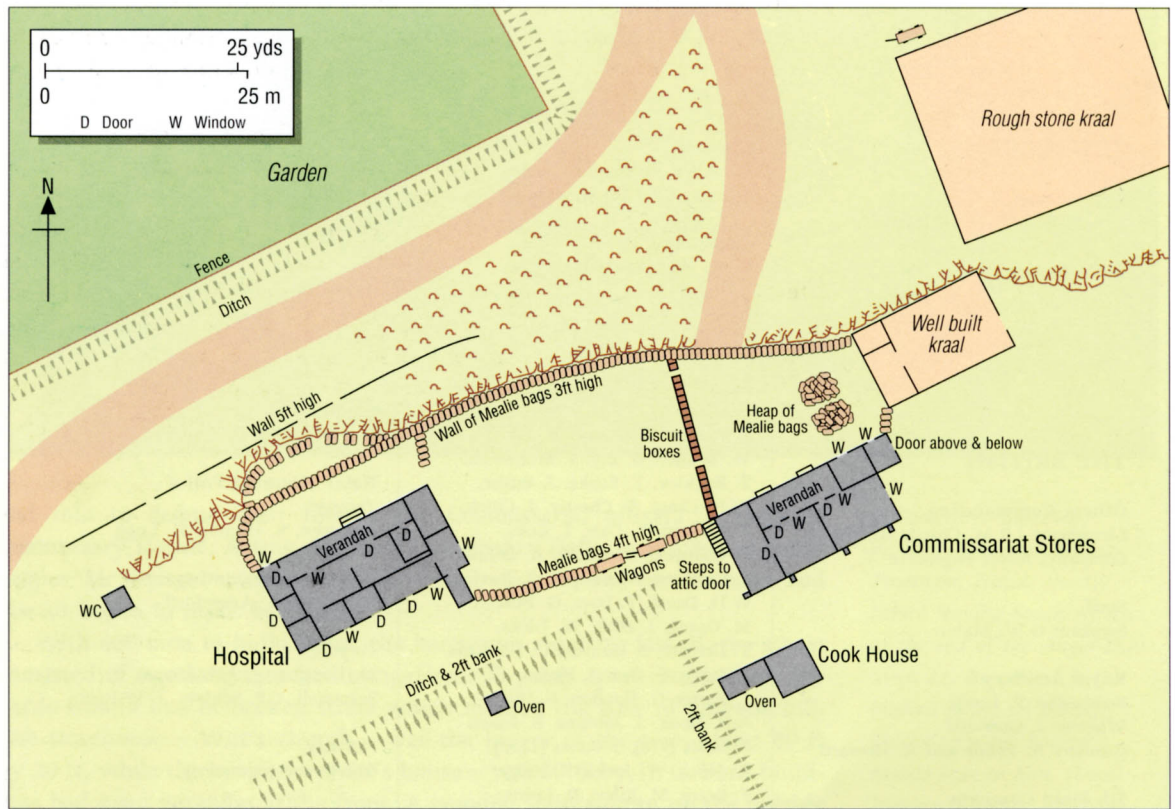 0 25 yds
0 25 m
D Door W Window
N
Garden
Fence
Ditch
Rough stone kraal
Well built
kraal
Wall 5ft high
Wall of Mealie bags 3ft high
Heap of
Mealie bags
Biscuit
boxes
W
W
Door above & below
Verandah
W
D
W
D
W
D
Commissariat Stores
Steps to
attic door
Mealie bags 4ft high
Wagons
W
Verandah
D
D
W
D
W
D
W
D
D
W
D
D
WC
Hospital
Ditch & 2ft bank
Oven
Cook House
Oven
2ft bank